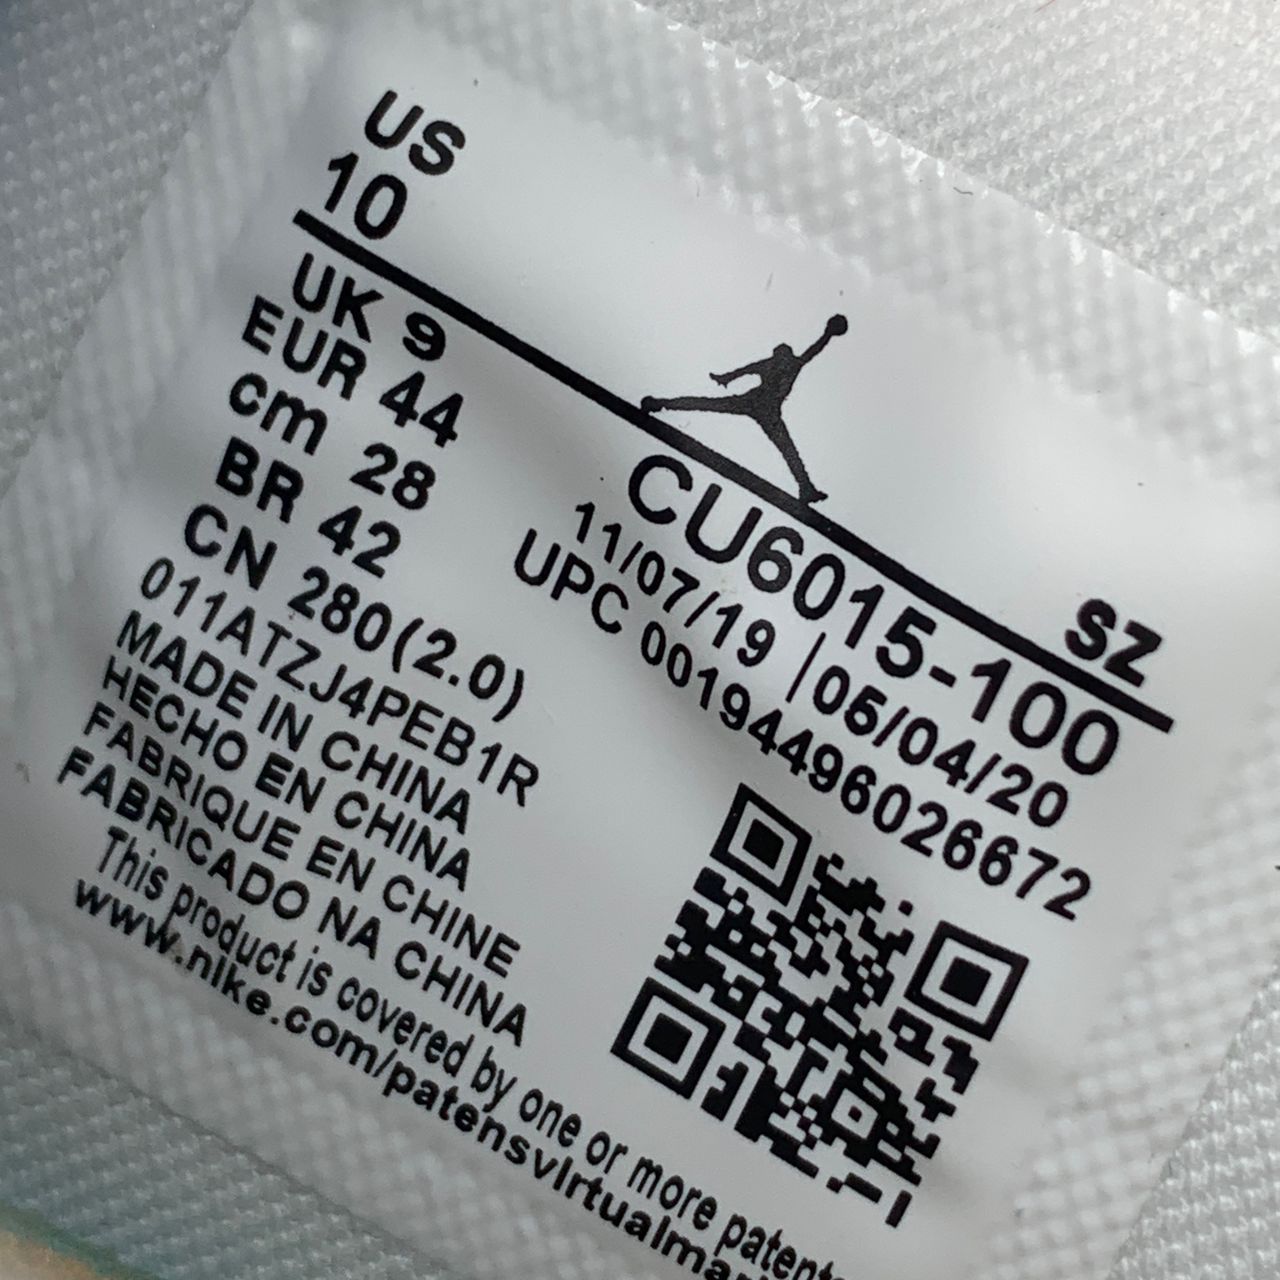 US
10
SZ
UK 9
EUR 44
cm 28
BR 42
CN 280(2.0)
011ATZJ4PEB1R
MADE IN CHINA
HECHO EN CHINA
FABRIQUE EN CHINE
FABRICADO NA CHINA
This product is covered by one or more patents
www.nike.com/patensvirtualmar
CU6015-100
11/07/19 | 05/04/20
UPC 00194496026672